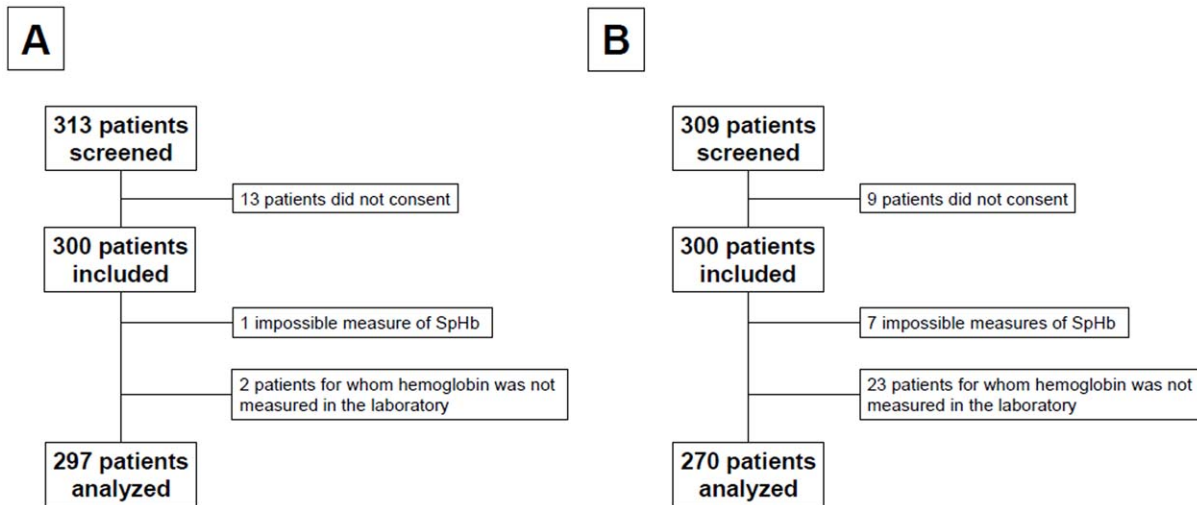 A
313 patients
screened
13 patients did not consent
300 patients
included
1 impossible measure of SpHb
2 patients for whom hemoglobin was not
measured in the laboratory
297 patients
analyzed
B
309 patients
screened
9 patients did not consent
300 patients
included
7 impossible measures of SpHb
23 patients for whom hemoglobin was not
measured in the laboratory
270 patients
analyzed